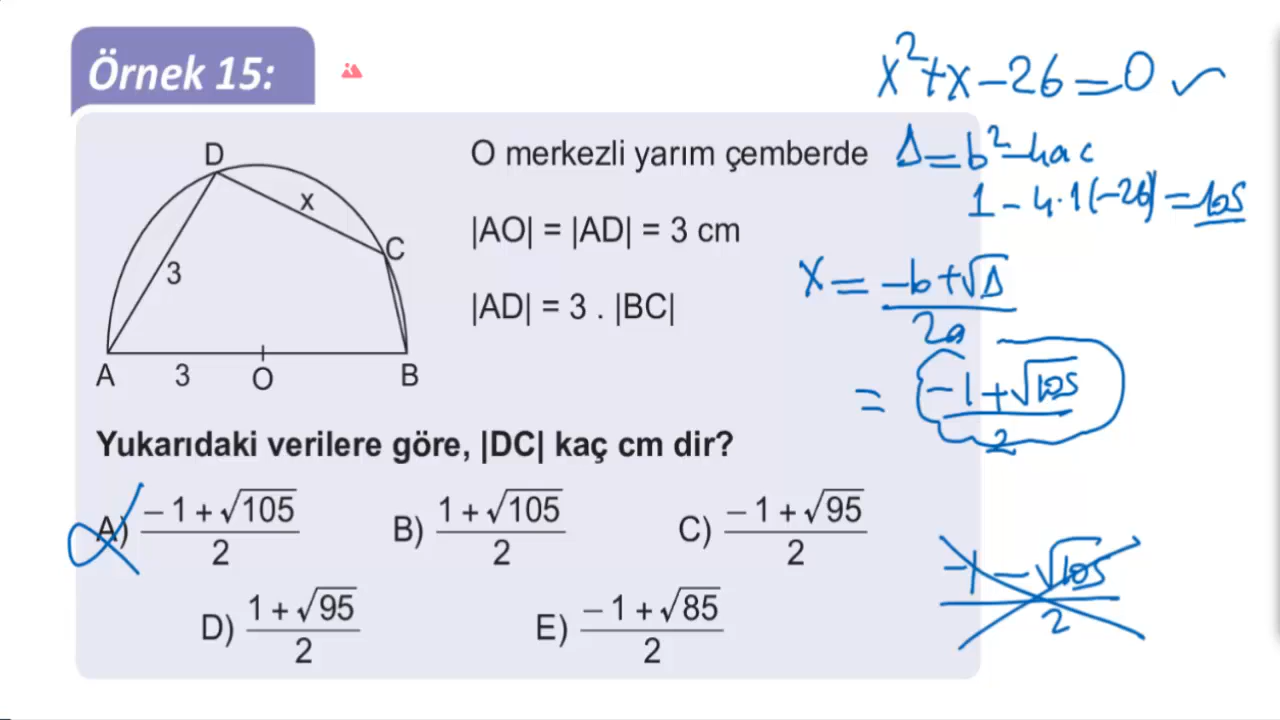 Örnek 15:
x² + x − 26 = 0 ✓
D
x
C
3
A 3 O B
O merkezli yarım çemberde
|AO| = |AD| = 3 cm
|AD| = 3 . |BC|
Δ = b² − 4ac
1 − 4·1(−26) = 105
x = (−b + √Δ) / 2a
= (−1 + √105) / 2
Yukarıdaki verilere göre, |DC| kaç cm dir?
A) (−1 + √105) / 2 B) (1 + √105) / 2 C) (−1 + √95) / 2
D) (1 + √95) / 2 E) (−1 + √85) / 2
(−1 − √105) / 2